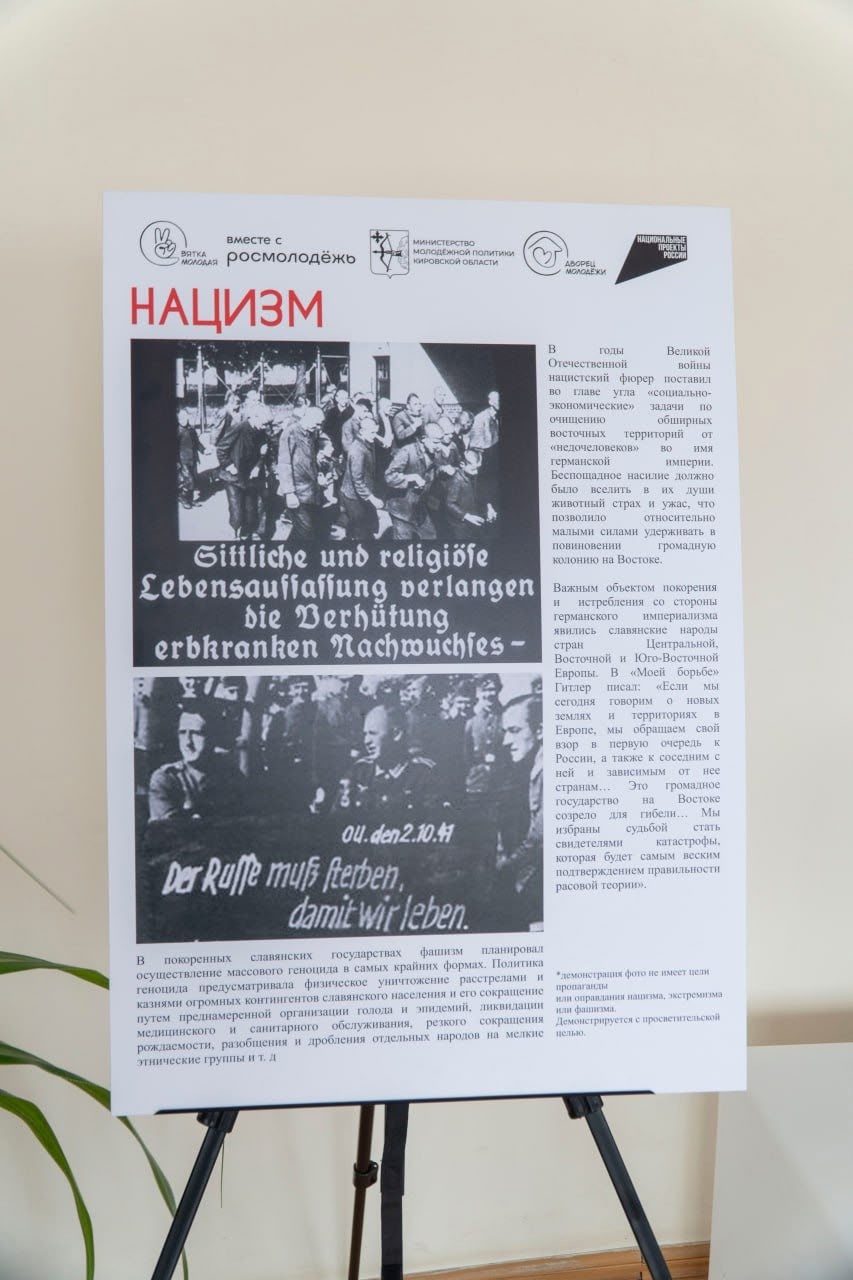 ВЯТКА
МОЛОДАЯ
вместе с
росмолодёжь
МИНИСТЕРСТВО
МОЛОДЁЖНОЙ ПОЛИТИКИ
КИРОВСКОЙ ОБЛАСТИ
ДВОРЕЦ
МОЛОДЁЖИ
НАЦИОНАЛЬНЫЕ
ПРОЕКТЫ
РОССИИ
НАЦИЗМ
Sittliche und religiöse
Lebensauffassung verlangen
die Verhütung
erbkranken Nachwuchses –
04. den 2.10.41
Der Russe muß sterben,
damit wir leben.
В покоренных славянских государствах фашизм планировал
осуществление массового геноцида в самых крайних формах. Политика
геноцида предусматривала физическое уничтожение расстрелами и
казнями огромных контингентов славянского населения и его сокращение
путем преднамеренной организации голода и эпидемий, ликвидации
медицинского и санитарного обслуживания, резкого сокращения
рождаемости, разобщения и дробления отдельных народов на мелкие
этнические группы и т. д
В годы Великой
Отечественной войны
нацистский фюрер поставил
во главе угла «социально-
экономические» задачи по
очищению обширных
восточных территорий от
«недочеловеков» во имя
германской империи.
Беспощадное насилие должно
было вселить в их души
животный страх и ужас, что
позволило относительно
малыми силами удерживать в
повиновении громадную
колонию на Востоке.
Важным объектом покорения
и истребления со стороны
германского империализма
явились славянские народы
стран Центральной,
Восточной и Юго-Восточной
Европы. В «Моей борьбе»
Гитлер писал: «Если мы
сегодня говорим о новых
землях и территориях в
Европе, мы обращаем свой
взор в первую очередь к
России, а также к соседним с
ней и зависимым от нее
странам… Это громадное
государство на Востоке
созрело для гибели… Мы
избраны судьбой стать
свидетелями катастрофы,
которая будет самым веским
подтверждением правильности
расовой теории».
*демонстрация фото не имеет цели
пропаганды
или оправдания нацизма, экстремизма
или фашизма.
Демонстрируется с просветительской
целью.